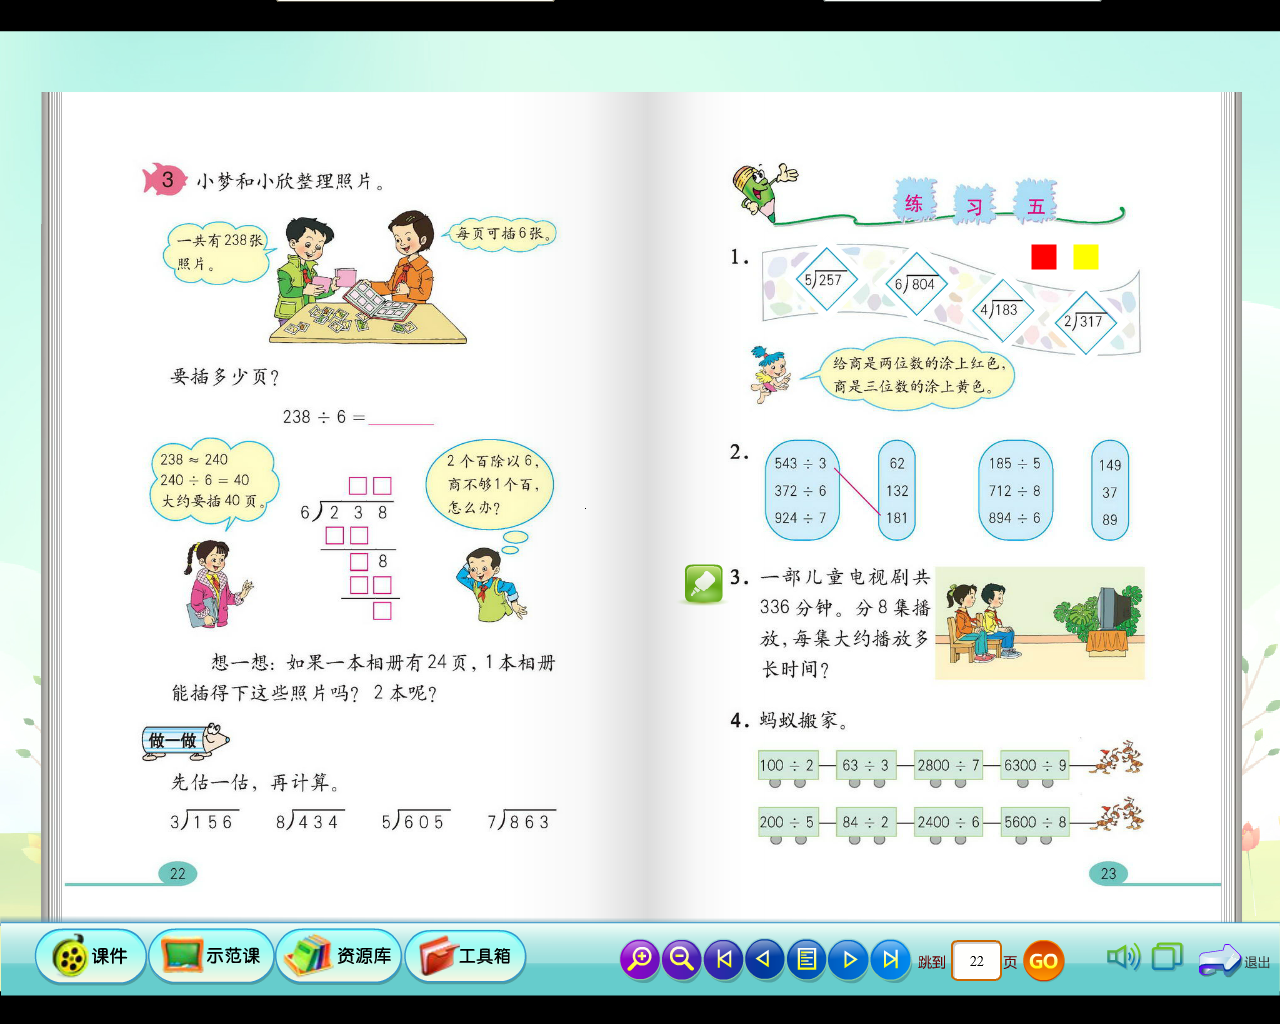 3 小梦和小欣整理照片。
一共有238张
照片。
每页可插6张。
要插多少页?
238 ÷ 6 =
238 ≈ 240
240 ÷ 6 = 40
大约要插40页。
□□
6)2 3 8
□□
□8
□□
□
2个百除以6,
商不够1个百,
怎么办?
想一想: 如果一本相册有24页, 1本相册
能插得下这些照片吗? 2本呢?
做一做
先估一估, 再计算。
3)156 8)434 5)605 7)863
22
练习五
1.
5)257 6)804 4)183 2)317
给商是两位数的涂上红色,
商是三位数的涂上黄色。
2.
543 ÷ 3 62 185 ÷ 5 149
372 ÷ 6 132 712 ÷ 8 37
924 ÷ 7 181 894 ÷ 6 89
3. 一部儿童电视剧共
336分钟。分8集播
放, 每集大约播放多
长时间?
4. 蚂蚁搬家。
100 ÷ 2 63 ÷ 3 2800 ÷ 7 6300 ÷ 9
200 ÷ 5 84 ÷ 2 2400 ÷ 6 5600 ÷ 8
23
课件 示范课 资源库 工具箱 跳到 22 页 GO 退出